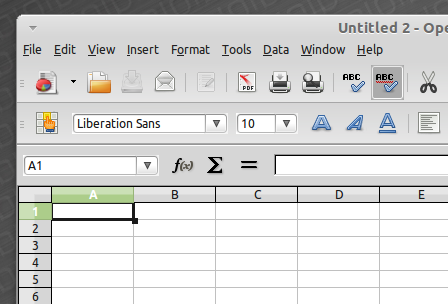 Untitled 2 - Ope
File Edit View Insert Format Tools Data Window Help
PDF ABC ABC
Liberation Sans 10 A A A
A1 f(x) Σ =
A B C D E
1
2
3
4
5
6